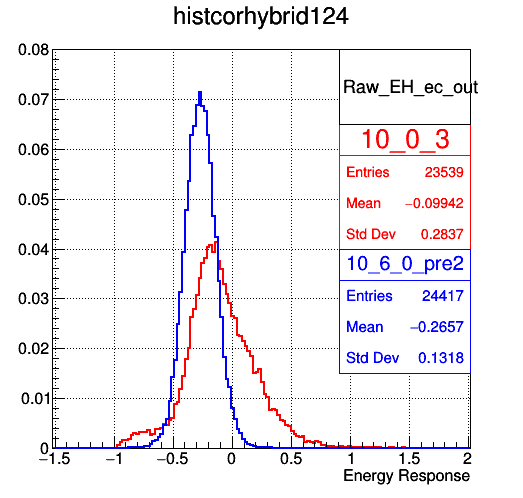 histcorhybrid124
Raw_EH_ec_out
10_0_3
Entries 23539
Mean −0.09942
Std Dev 0.2837
10_6_0_pre2
Entries 24417
Mean −0.2657
Std Dev 0.1318
0.08
0.07
0.06
0.05
0.04
0.03
0.02
0.01
0
−1.5 −1 −0.5 0 0.5 1 1.5 2
Energy Response